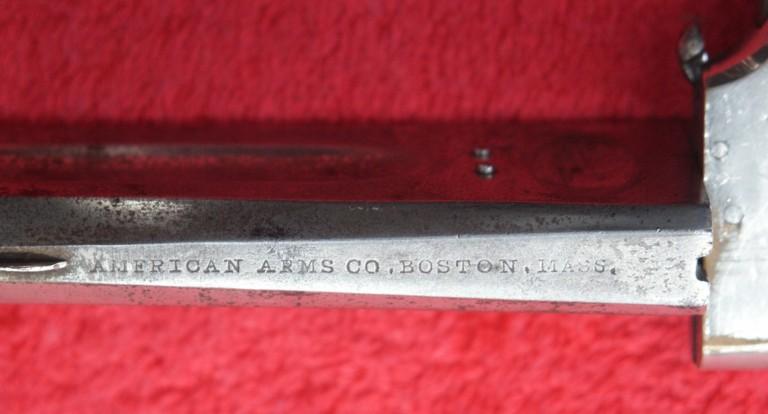 AMERICAN ARMS CO. BOSTON. MASS.